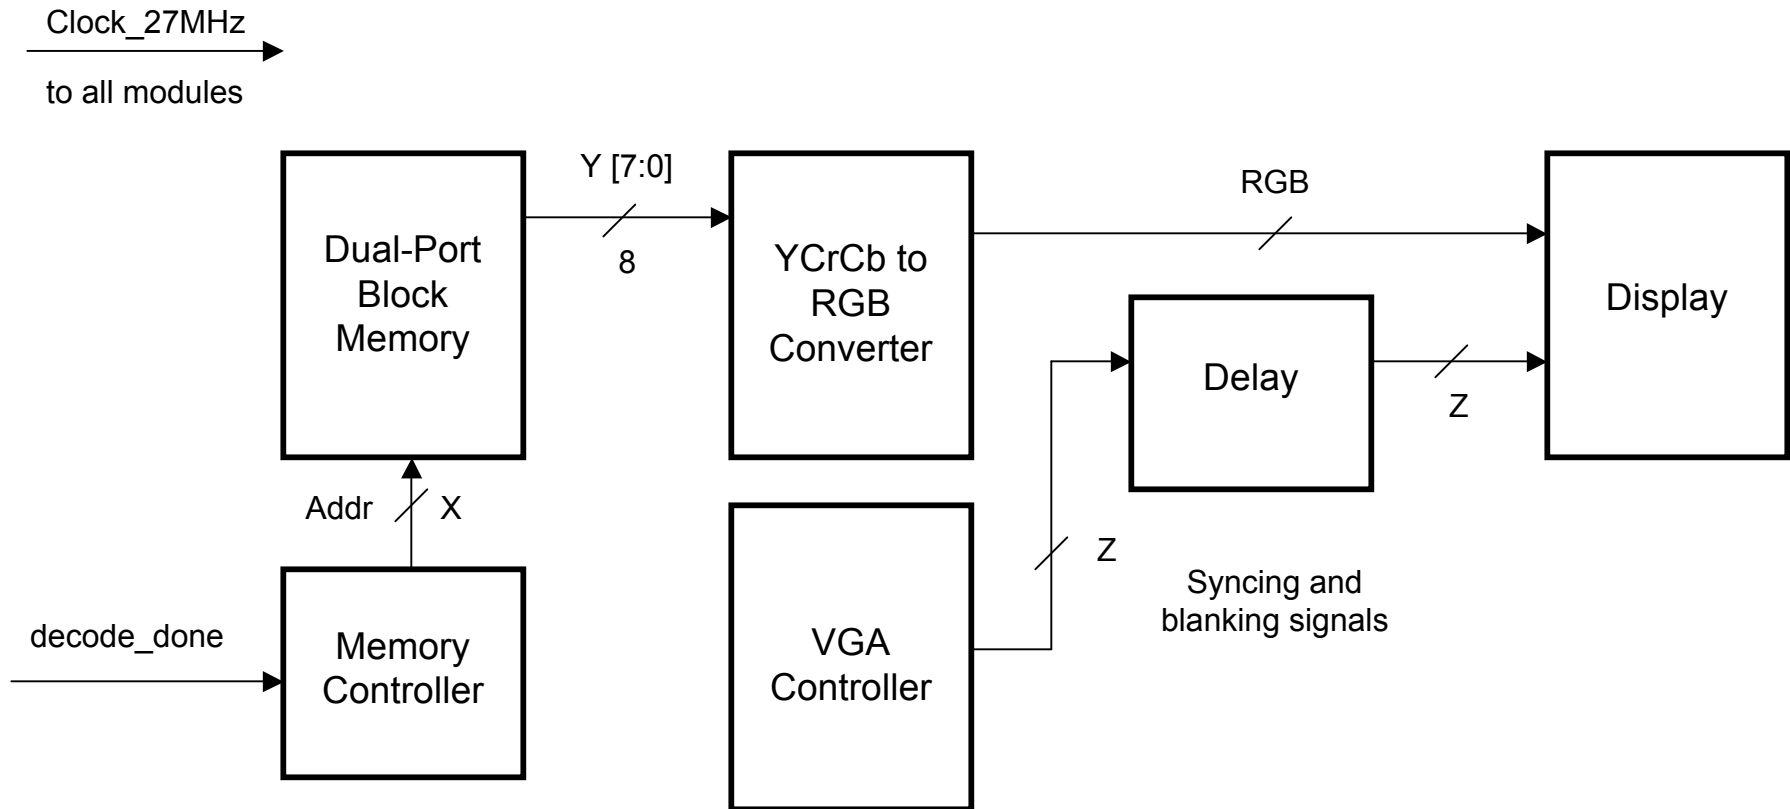 Clock_27MHz
to all modules
Y [7:0]
8
RGB
Dual-Port
Block
Memory
YCrCb to
RGB
Converter
Display
Delay
Z
Addr
X
Z
Syncing and
blanking signals
decode_done
Memory
Controller
VGA
Controller